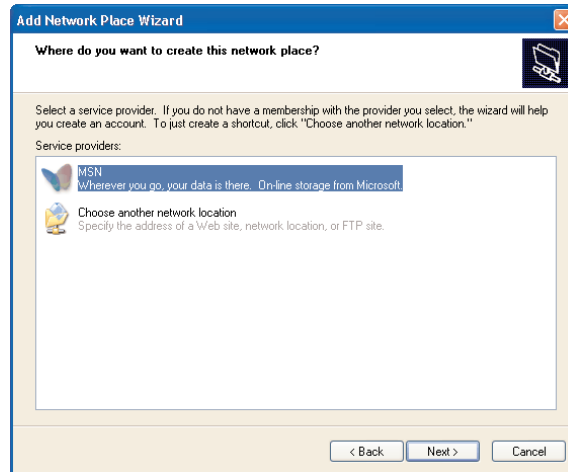 Add Network Place Wizard
Where do you want to create this network place?
Select a service provider.  If you do not have a membership with the provider you select, the wizard will help
you create an account.  To just create a shortcut, click "Choose another network location."
Service providers:
MSN
Wherever you go, your data is there.  On-line storage from Microsoft.
Choose another network location
Specify the address of a Web site, network location, or FTP site.
< Back
Next >
Cancel